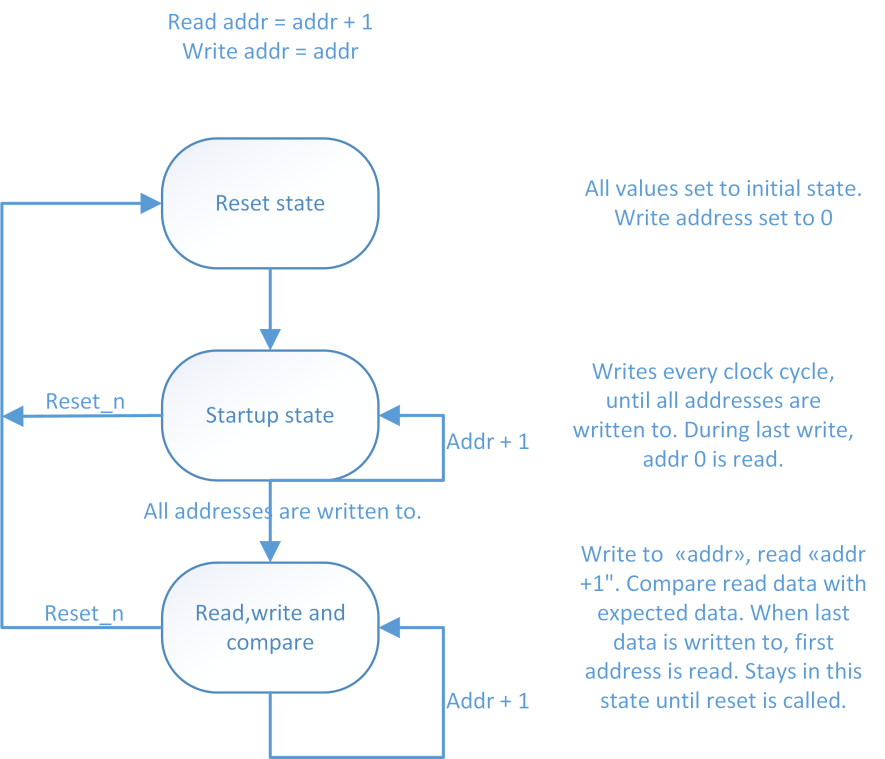 Read addr = addr + 1
Write addr = addr
Reset state
All values set to initial state.
Write address set to 0
Reset_n
Startup state
Addr + 1
Writes every clock cycle,
until all addresses are
written to. During last write,
addr 0 is read.
All addresses are written to.
Reset_n
Read,write and
compare
Addr + 1
Write to «addr», read «addr
+1". Compare read data with
expected data. When last
data is written to, first
address is read. Stays in this
state until reset is called.